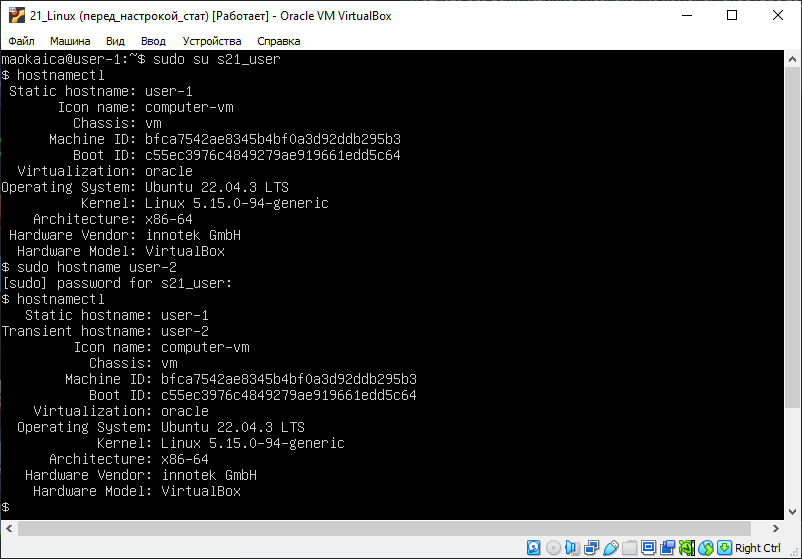 21_Linux (перед_настрокой_стат) [Работает] - Oracle VM VirtualBox
Файл Машина Вид Ввод Устройства Справка
maokaica@user-1:~$ sudo su s21_user
$ hostnamectl
Static hostname: user-1
Icon name: computer-vm
Chassis: vm
Machine ID: bfca7542ae8345b4bf0a3d92ddb295b3
Boot ID: c55ec3976c4849279ae919661edd5c64
Virtualization: oracle
Operating System: Ubuntu 22.04.3 LTS
Kernel: Linux 5.15.0-94-generic
Architecture: x86-64
Hardware Vendor: innotek GmbH
Hardware Model: VirtualBox
$ sudo hostname user-2
[sudo] password for s21_user:
$ hostnamectl
Static hostname: user-1
Transient hostname: user-2
Icon name: computer-vm
Chassis: vm
Machine ID: bfca7542ae8345b4bf0a3d92ddb295b3
Boot ID: c55ec3976c4849279ae919661edd5c64
Virtualization: oracle
Operating System: Ubuntu 22.04.3 LTS
Kernel: Linux 5.15.0-94-generic
Architecture: x86-64
Hardware Vendor: innotek GmbH
Hardware Model: VirtualBox
$
Right Ctrl